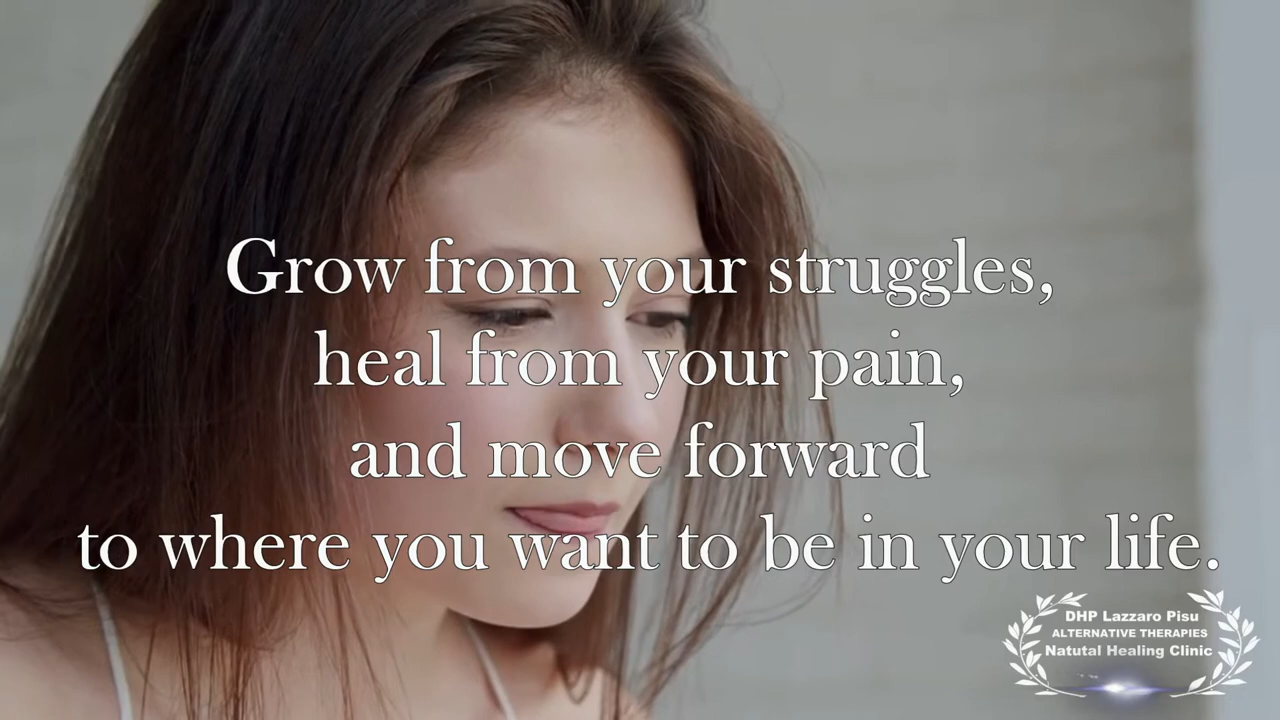 Grow from your struggles,
heal from your pain,
and move forward
to where you want to be in your life.
DHP Lazzaro Pisu
ALTERNATIVE THERAPIES
Natutal Healing Clinic